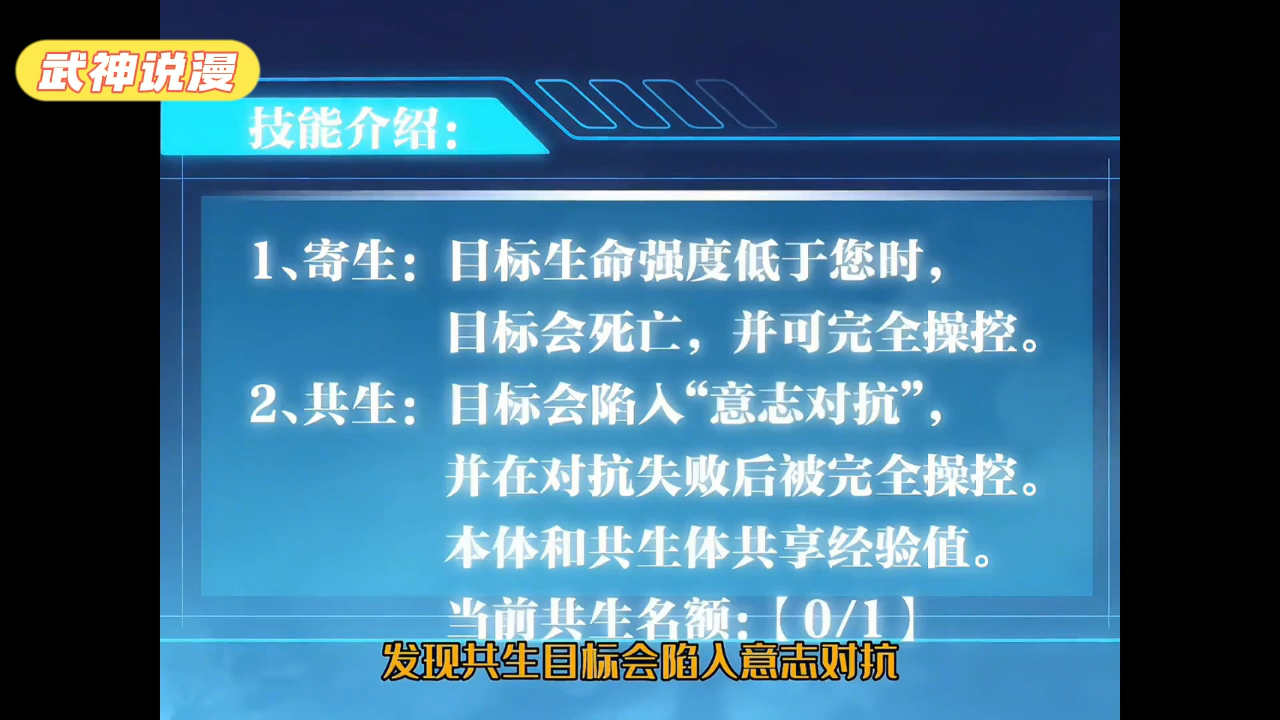 武神说漫
技能介绍：
1、寄生：目标生命强度低于您时，
目标会死亡，并可完全操控。
2、共生：目标会陷入“意志对抗”，
并在对抗失败后被完全操控。
本体和共生体共享经验值。
当前共生名额：【0/1】
发现共生目标会陷入意志对抗